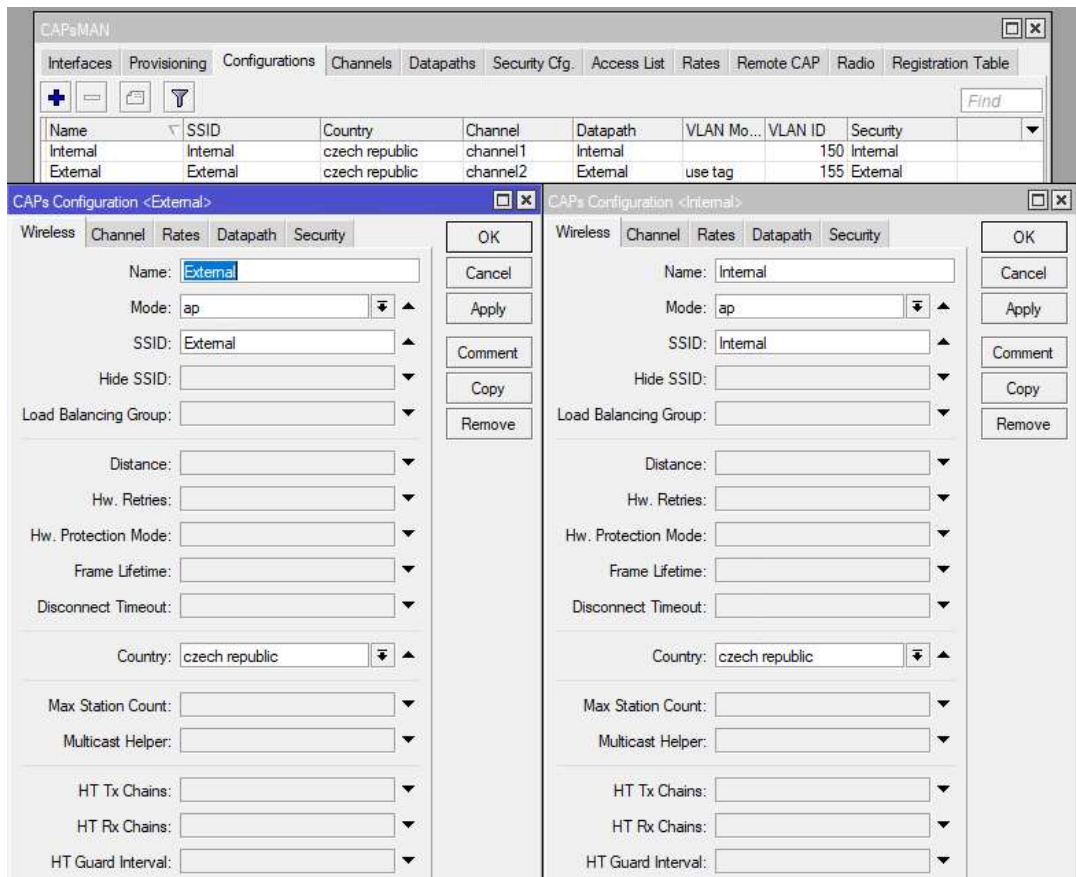 CAPsMAN
Interfaces Provisioning Configurations Channels Datapaths Security Cfg. Access List Rates Remote CAP Radio Registration Table
Find
Name SSID Country Channel Datapath VLAN Mo... VLAN ID Security
Internal Internal czech republic channel1 Internal 150 Internal
External External czech republic channel2 External use tag 155 External
CAPs Configuration <External>
Wireless Channel Rates Datapath Security
OK
Name: External
Cancel
Mode: ap
Apply
SSID: External
Comment
Hide SSID:
Copy
Load Balancing Group:
Remove
Distance:
Hw. Retries:
Hw. Protection Mode:
Frame Lifetime:
Disconnect Timeout:
Country: czech republic
Max Station Count:
Multicast Helper:
HT Tx Chains:
HT Rx Chains:
HT Guard Interval:
CAPs Configuration <Internal>
Wireless Channel Rates Datapath Security
OK
Name: Internal
Cancel
Mode: ap
Apply
SSID: Internal
Comment
Hide SSID:
Copy
Load Balancing Group:
Remove
Distance:
Hw. Retries:
Hw. Protection Mode:
Frame Lifetime:
Disconnect Timeout:
Country: czech republic
Max Station Count:
Multicast Helper:
HT Tx Chains:
HT Rx Chains:
HT Guard Interval: